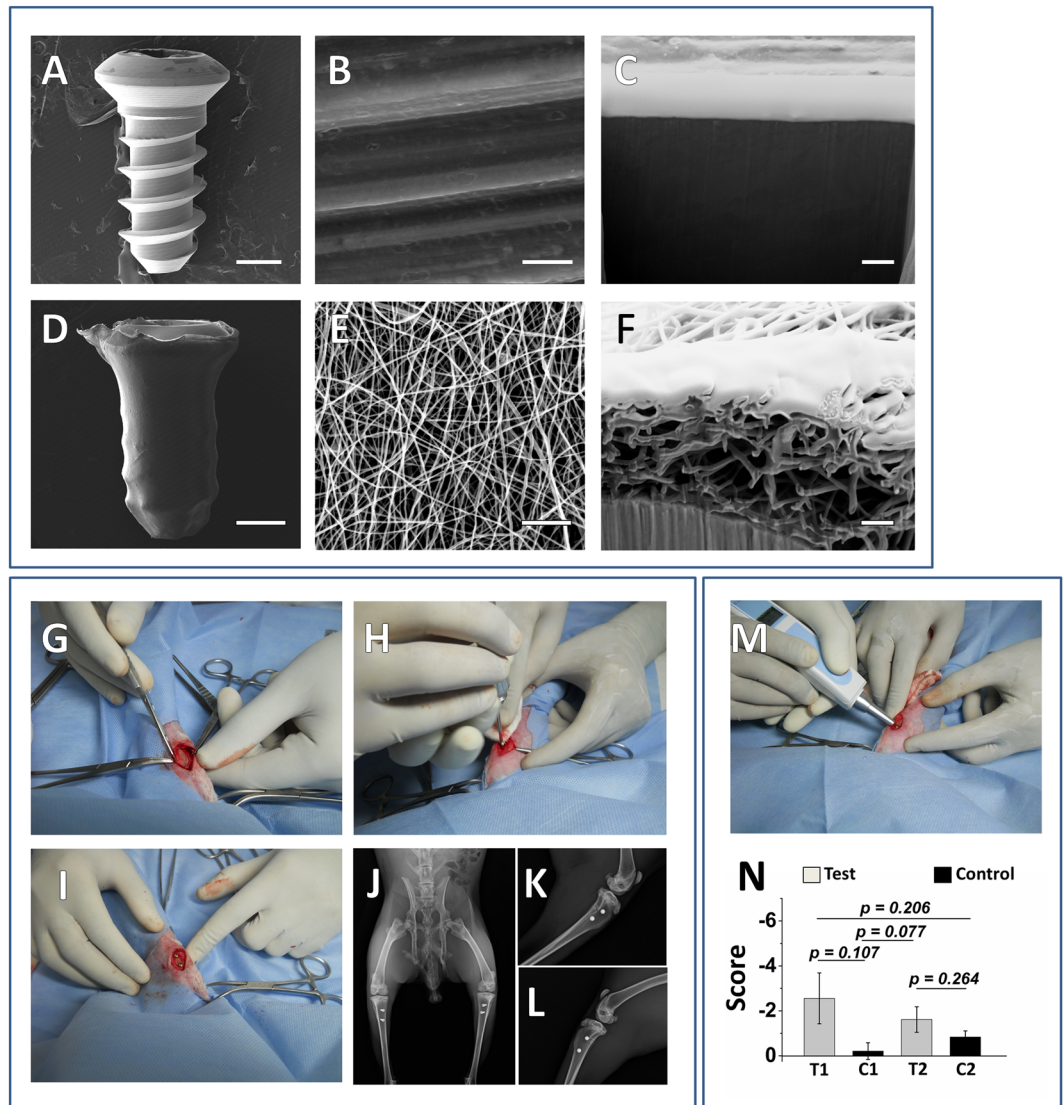 A
B
C
D
E
F
G
H
M
I
J
K
L
N
Test
Control
-6
p = 0.206
p = 0.077
-4
p = 0.107
p = 0.264
-2
0
Score
T1
C1
T2
C2